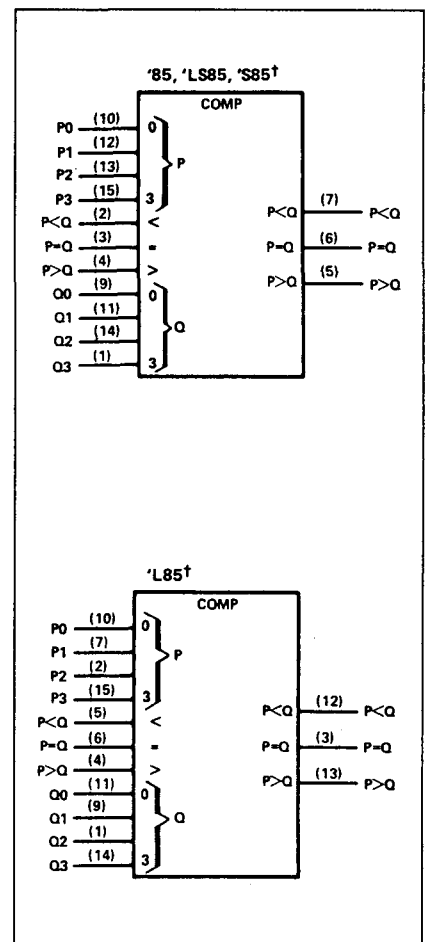 '85, 'LS85, 'S85†
COMP
P0 (10) 0
P1 (12)
P2 (13) P
P3 (15) 3
P<Q (2) <
P=Q (3) =
P>Q (4) >
Q0 (9) 0
Q1 (11)
Q2 (14) Q
Q3 (1) 3
P<Q (7) P<Q
P=Q (6) P=Q
P>Q (5) P>Q
'L85†
COMP
P0 (10) 0
P1 (7) P
P2 (2)
P3 (15) 3
P<Q (5) <
P=Q (6) =
P>Q (4) >
Q0 (11) 0
Q1 (9) Q
Q2 (1)
Q3 (14) 3
P<Q (12) P<Q
P=Q (3) P=Q
P>Q (13) P>Q